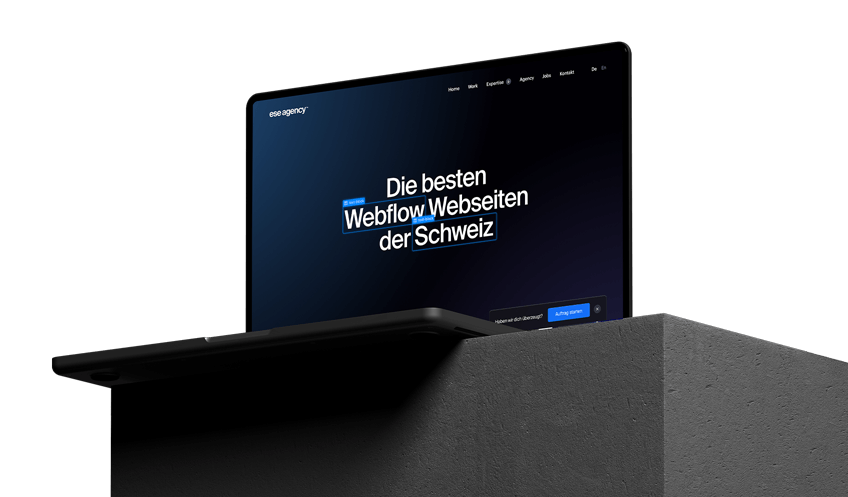 Home Work Expertise Agency Jobs Kontakt De En
ese agency™
Die besten
Webflow Webseiten
der Schweiz
Haben wir dich überzeugt? Auftrag starten